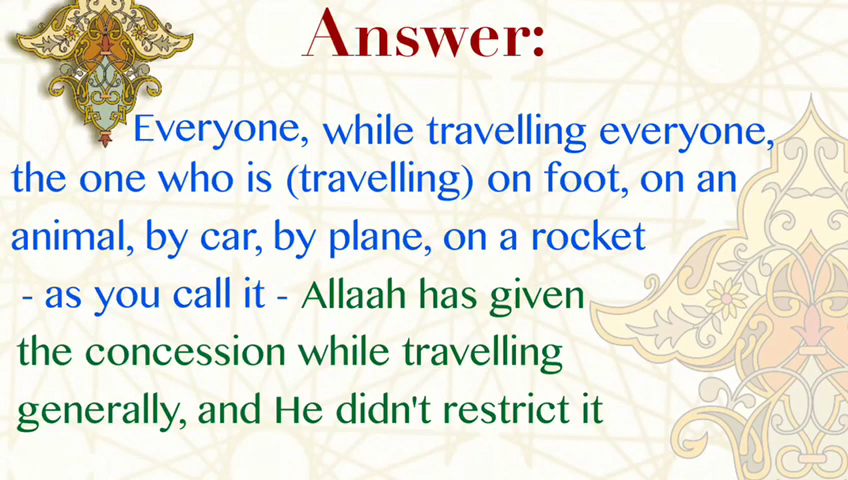 Answer:
Everyone, while travelling everyone,
the one who is (travelling) on foot, on an
animal, by car, by plane, on a rocket
- as you call it - Allaah has given
the concession while travelling
generally, and He didn't restrict it